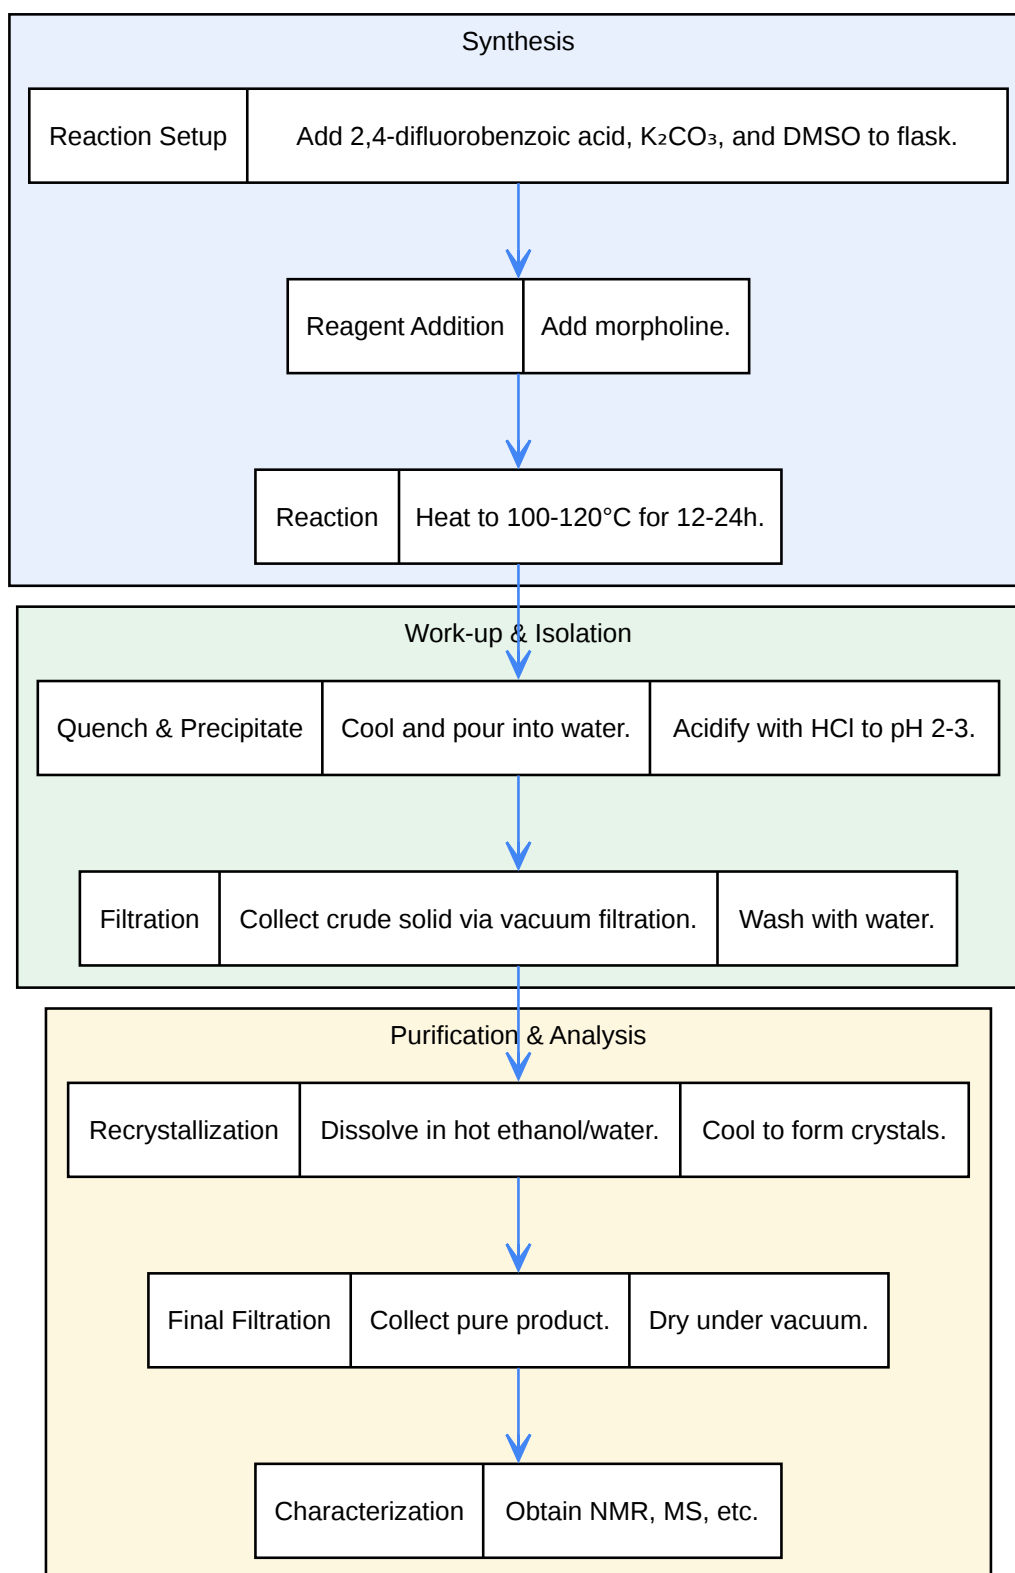 Synthesis
Reaction Setup
Add 2,4-difluorobenzoic acid, K₂CO₃, and DMSO to flask.
Reagent Addition
Add morpholine.
Reaction
Heat to 100-120°C for 12-24h.
Work-up & Isolation
Quench & Precipitate
Cool and pour into water.
Acidify with HCl to pH 2-3.
Filtration
Collect crude solid via vacuum filtration.
Wash with water.
Purification & Analysis
Recrystallization
Dissolve in hot ethanol/water.
Cool to form crystals.
Final Filtration
Collect pure product.
Dry under vacuum.
Characterization
Obtain NMR, MS, etc.